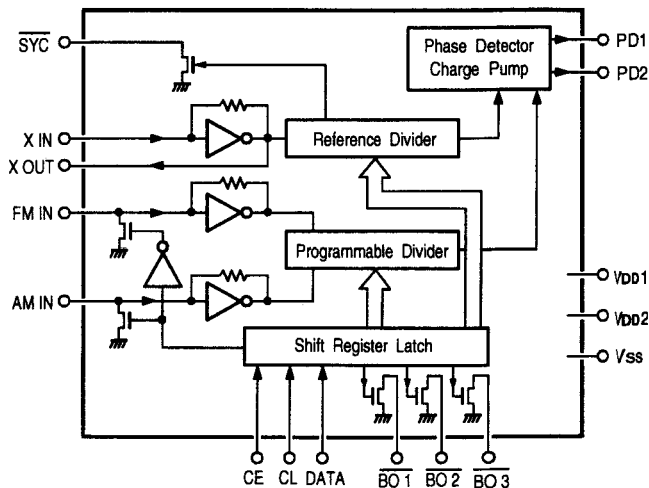 SYC
Phase Detector
Charge Pump
PD1
PD2
X IN
Reference Divider
X OUT
FM IN
Programmable Divider
AM IN
VDD1
VDD2
Shift Register Latch
VSS
CE
CL
DATA
BO 1
BO 2
BO 3